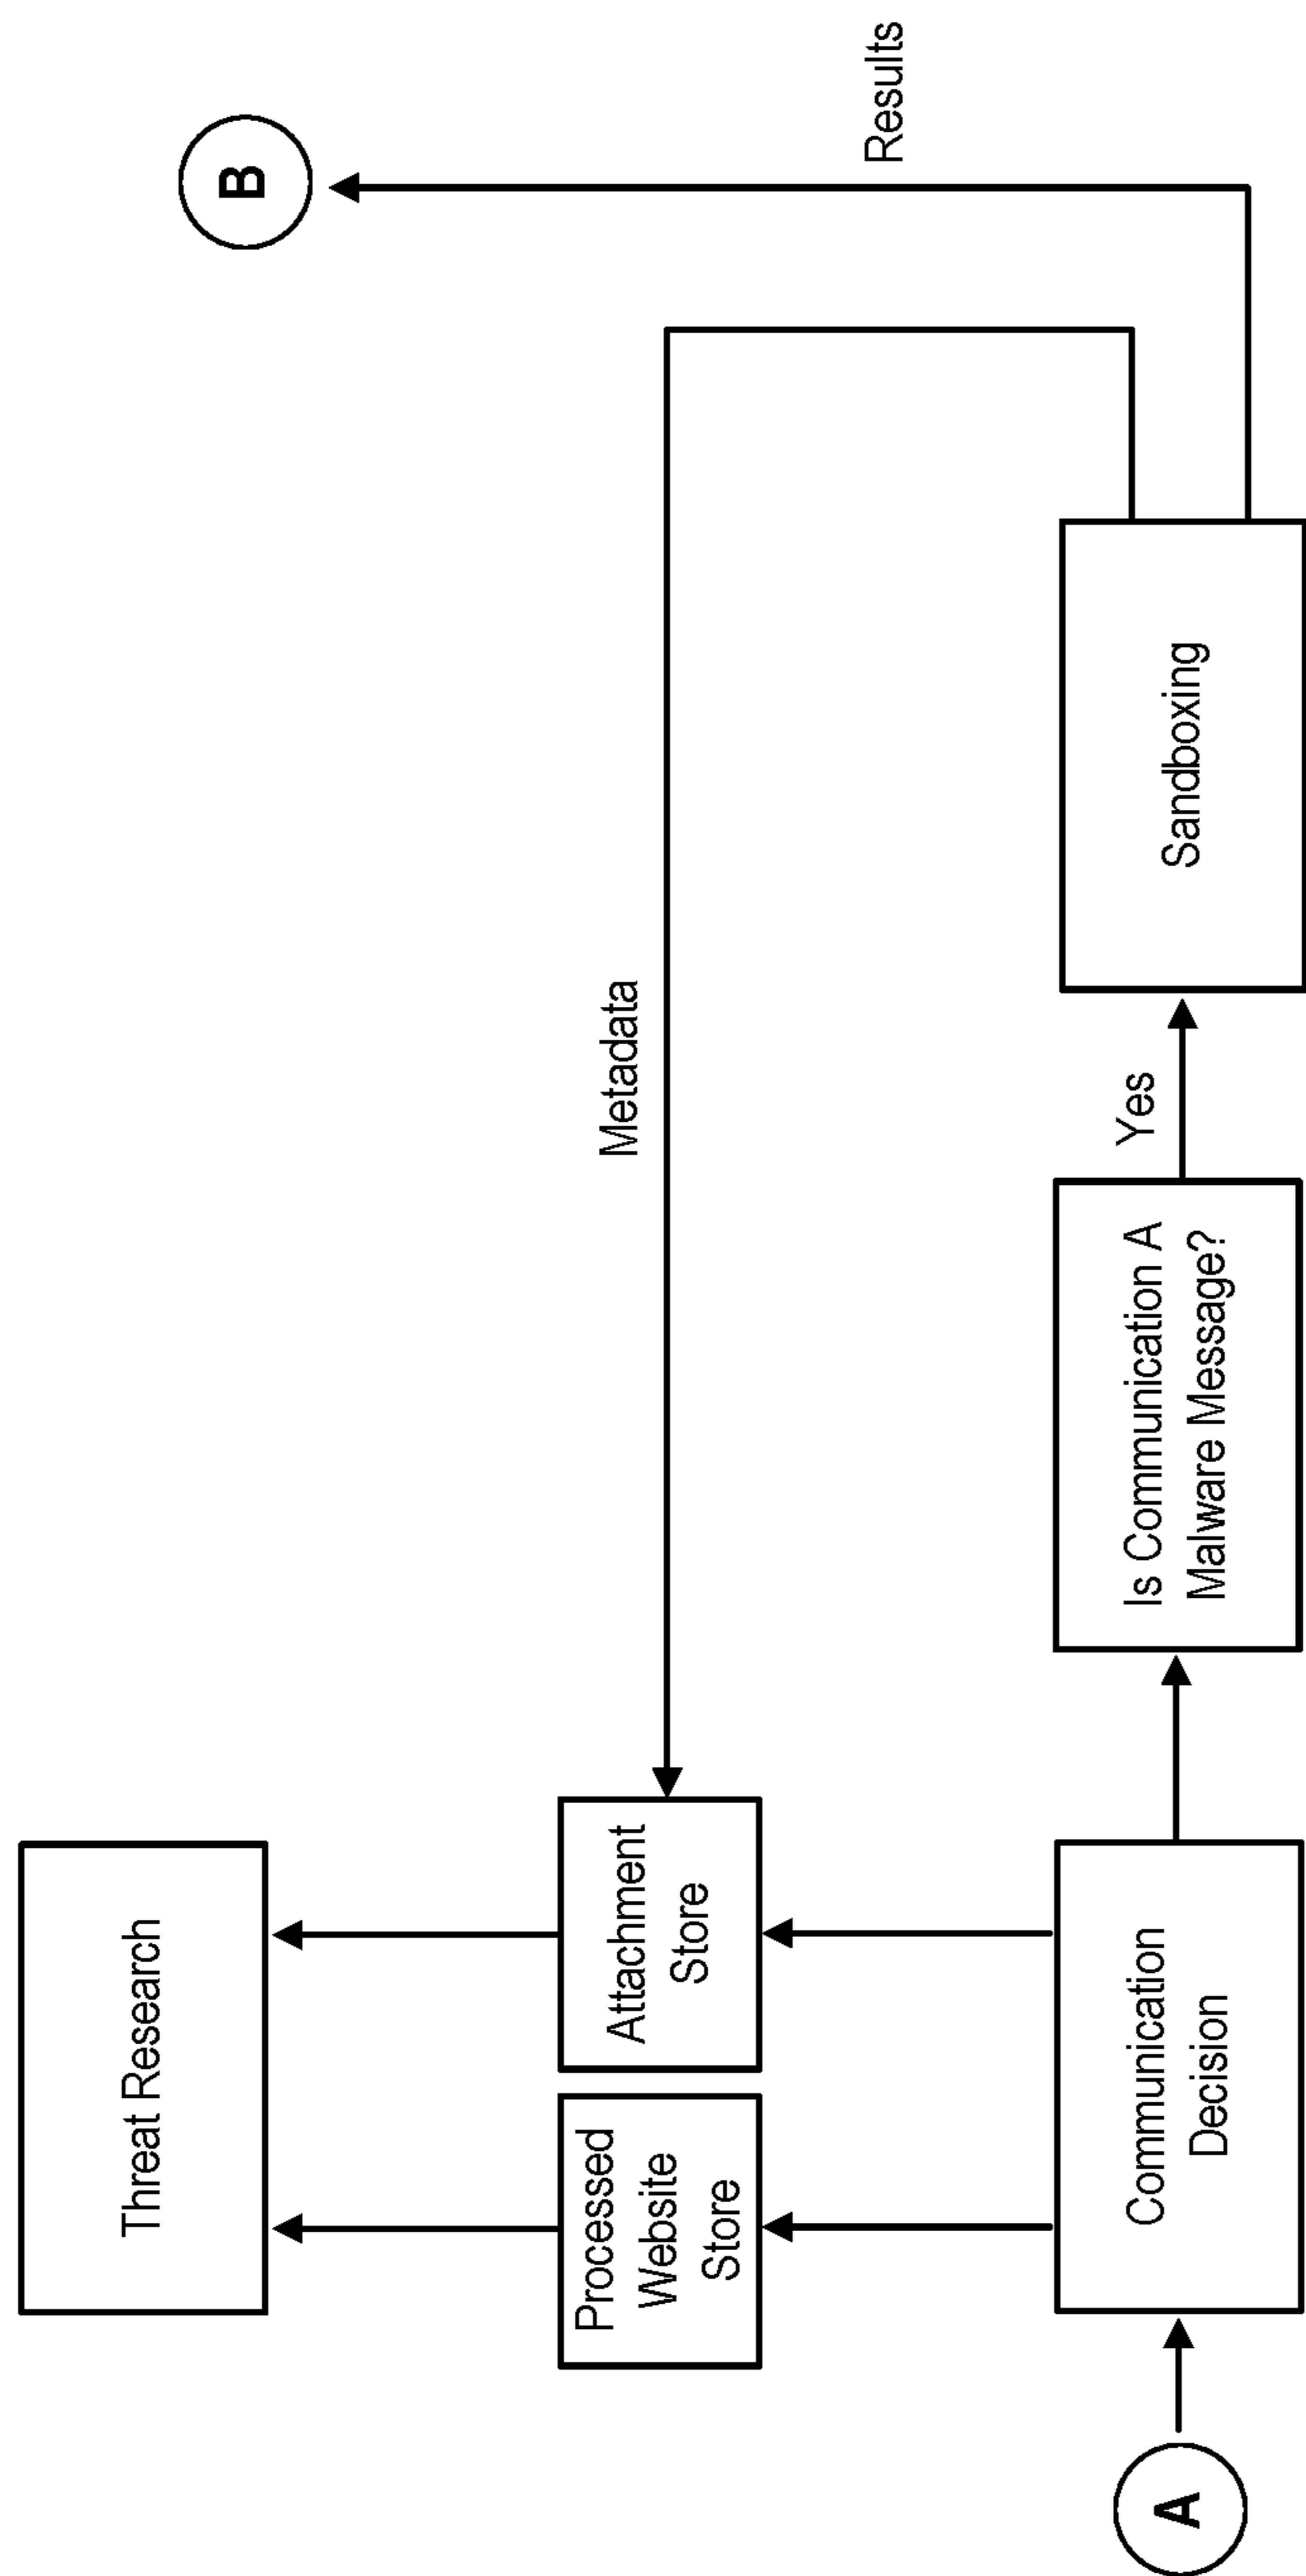 Threat Research
B
Processed
Website
Store
Attachment
Store
Metadata
Results
A
Communication
Decision
Is Communication A
Malware Message?
Yes
Sandboxing